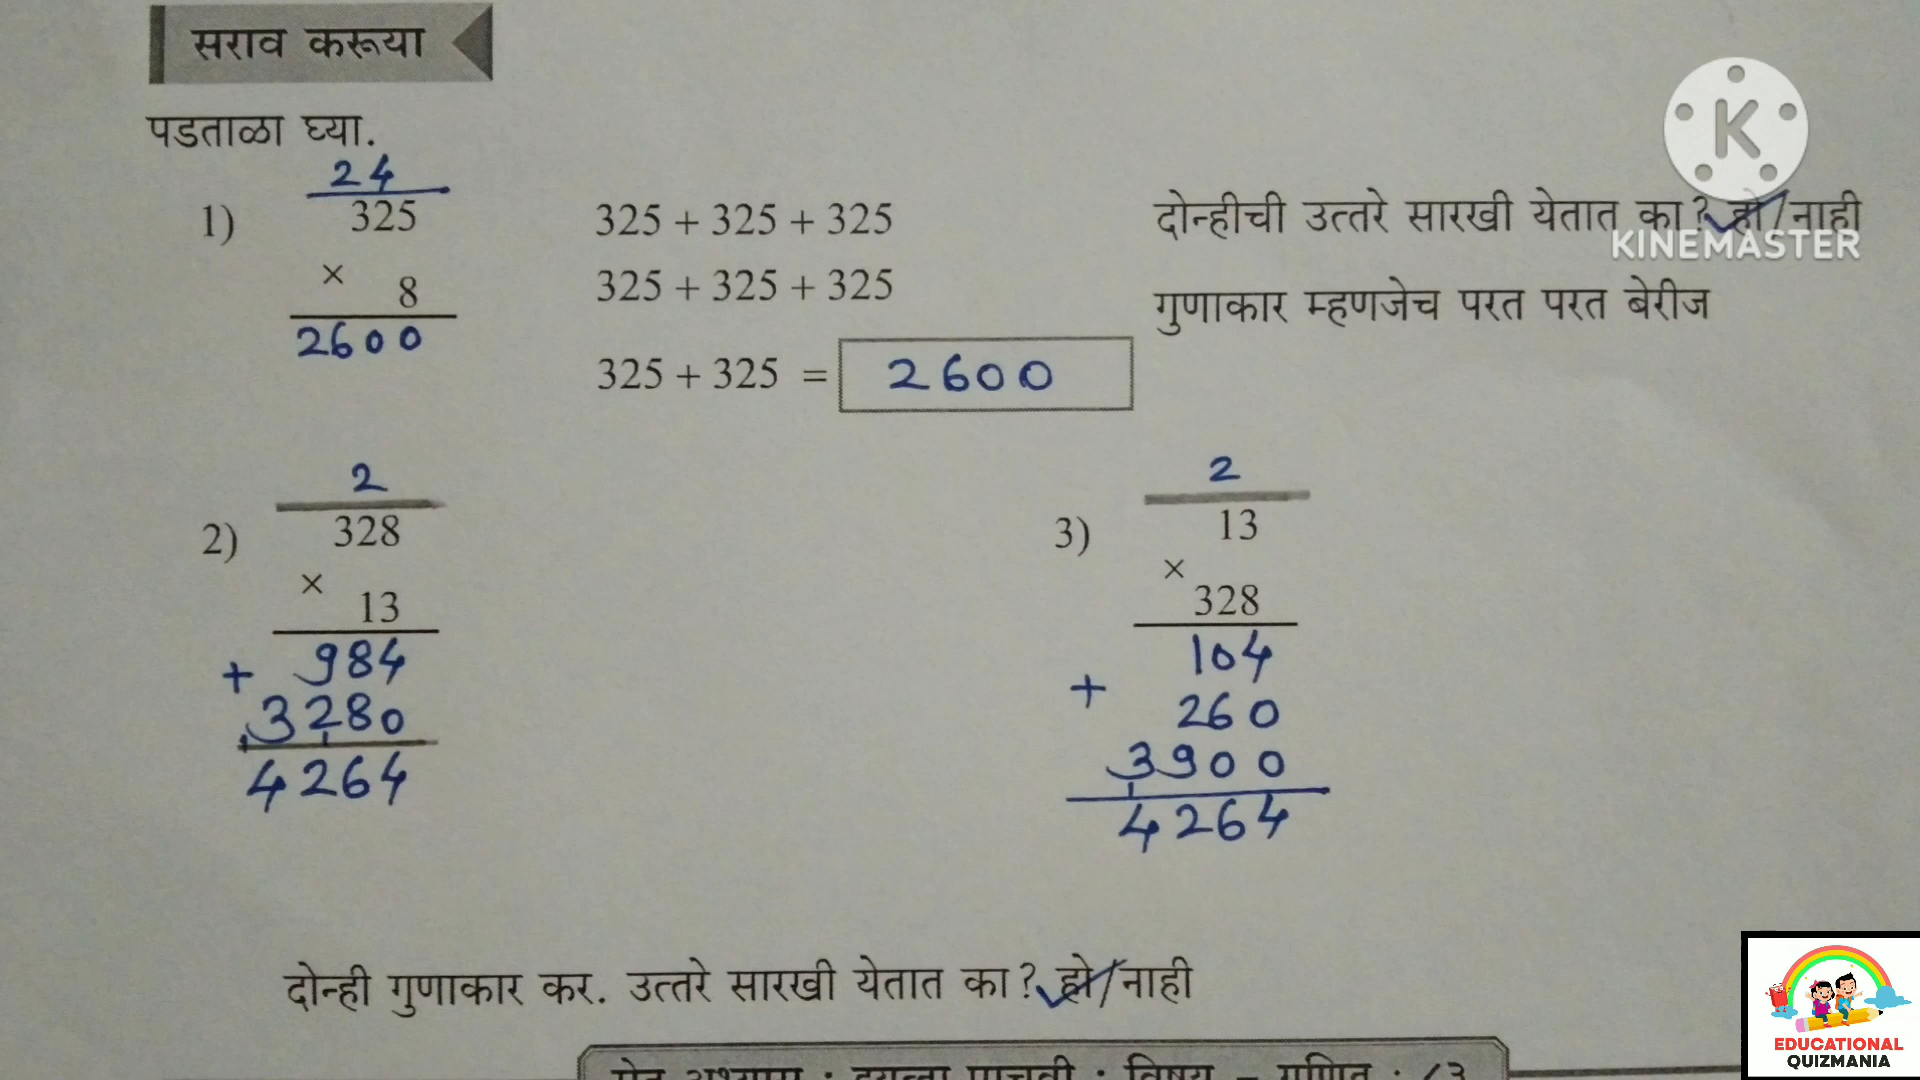 सराव करूया
पडताळा घ्या.
24
1) 325
× 8
2600
325 + 325 + 325
325 + 325 + 325
325 + 325 = 2600
दोन्हीची उत्तरे सारखी येतात का? हो/नाही
गुणाकार म्हणजेच परत परत बेरीज
K
KINEMASTER
2
2) 328
× 13
984
+ 3280
4264
2
3) 13
× 328
104
+ 260
3900
4264
दोन्ही गुणाकार कर. उत्तरे सारखी येतात का? हो/नाही
विषय – गणित :
EDUCATIONAL
QUIZMANIA